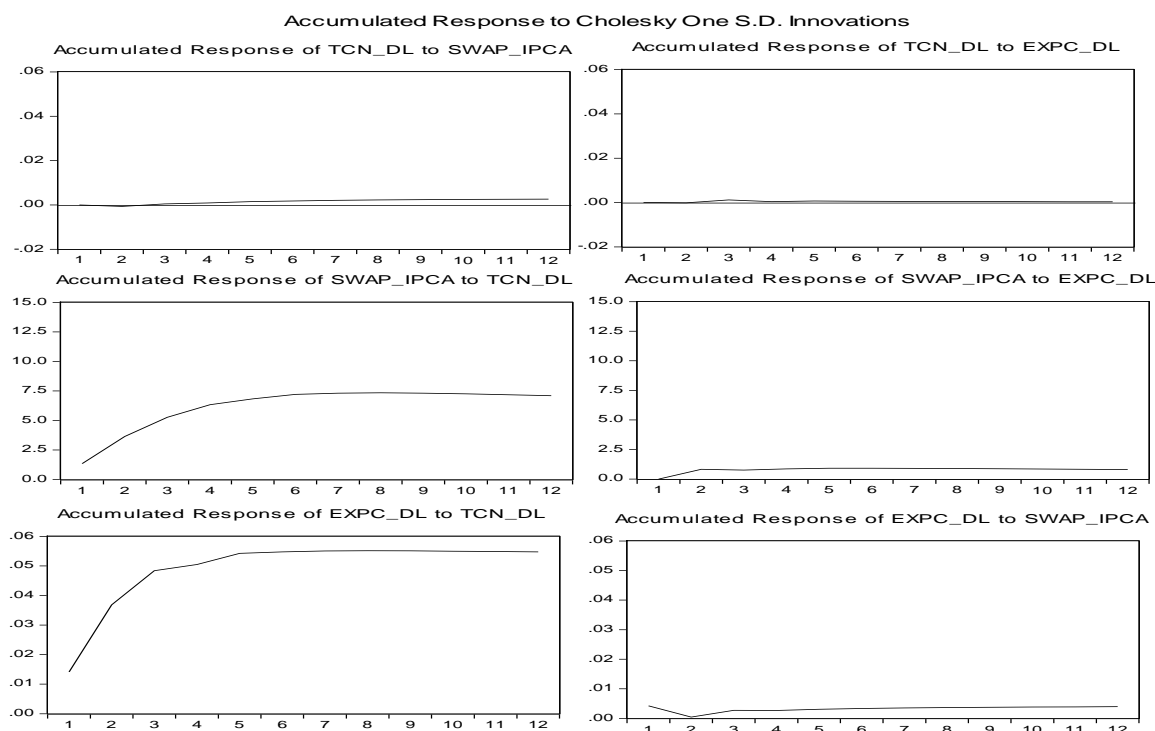 Accumulated Response to Cholesky One S.D. Innovations
Accumulated Response of TCN_DL to SWAP_IPCA
.06
.04
.02
.00
-.02
1 2 3 4 5 6 7 8 9 10 11 12
Accumulated Response of TCN_DL to EXPC_DL
.06
.04
.02
.00
-.02
1 2 3 4 5 6 7 8 9 10 11 12
Accumulated Response of SWAP_IPCA to TCN_DL
15.0
12.5
10.0
7.5
5.0
2.5
0.0
1 2 3 4 5 6 7 8 9 10 11 12
Accumulated Response of SWAP_IPCA to EXPC_DL
15.0
12.5
10.0
7.5
5.0
2.5
0.0
1 2 3 4 5 6 7 8 9 10 11 12
Accumulated Response of EXPC_DL to TCN_DL
.06
.05
.04
.03
.02
.01
.00
1 2 3 4 5 6 7 8 9 10 11 12
Accumulated Response of EXPC_DL to SWAP_IPCA
.06
.05
.04
.03
.02
.01
.00
1 2 3 4 5 6 7 8 9 10 11 12